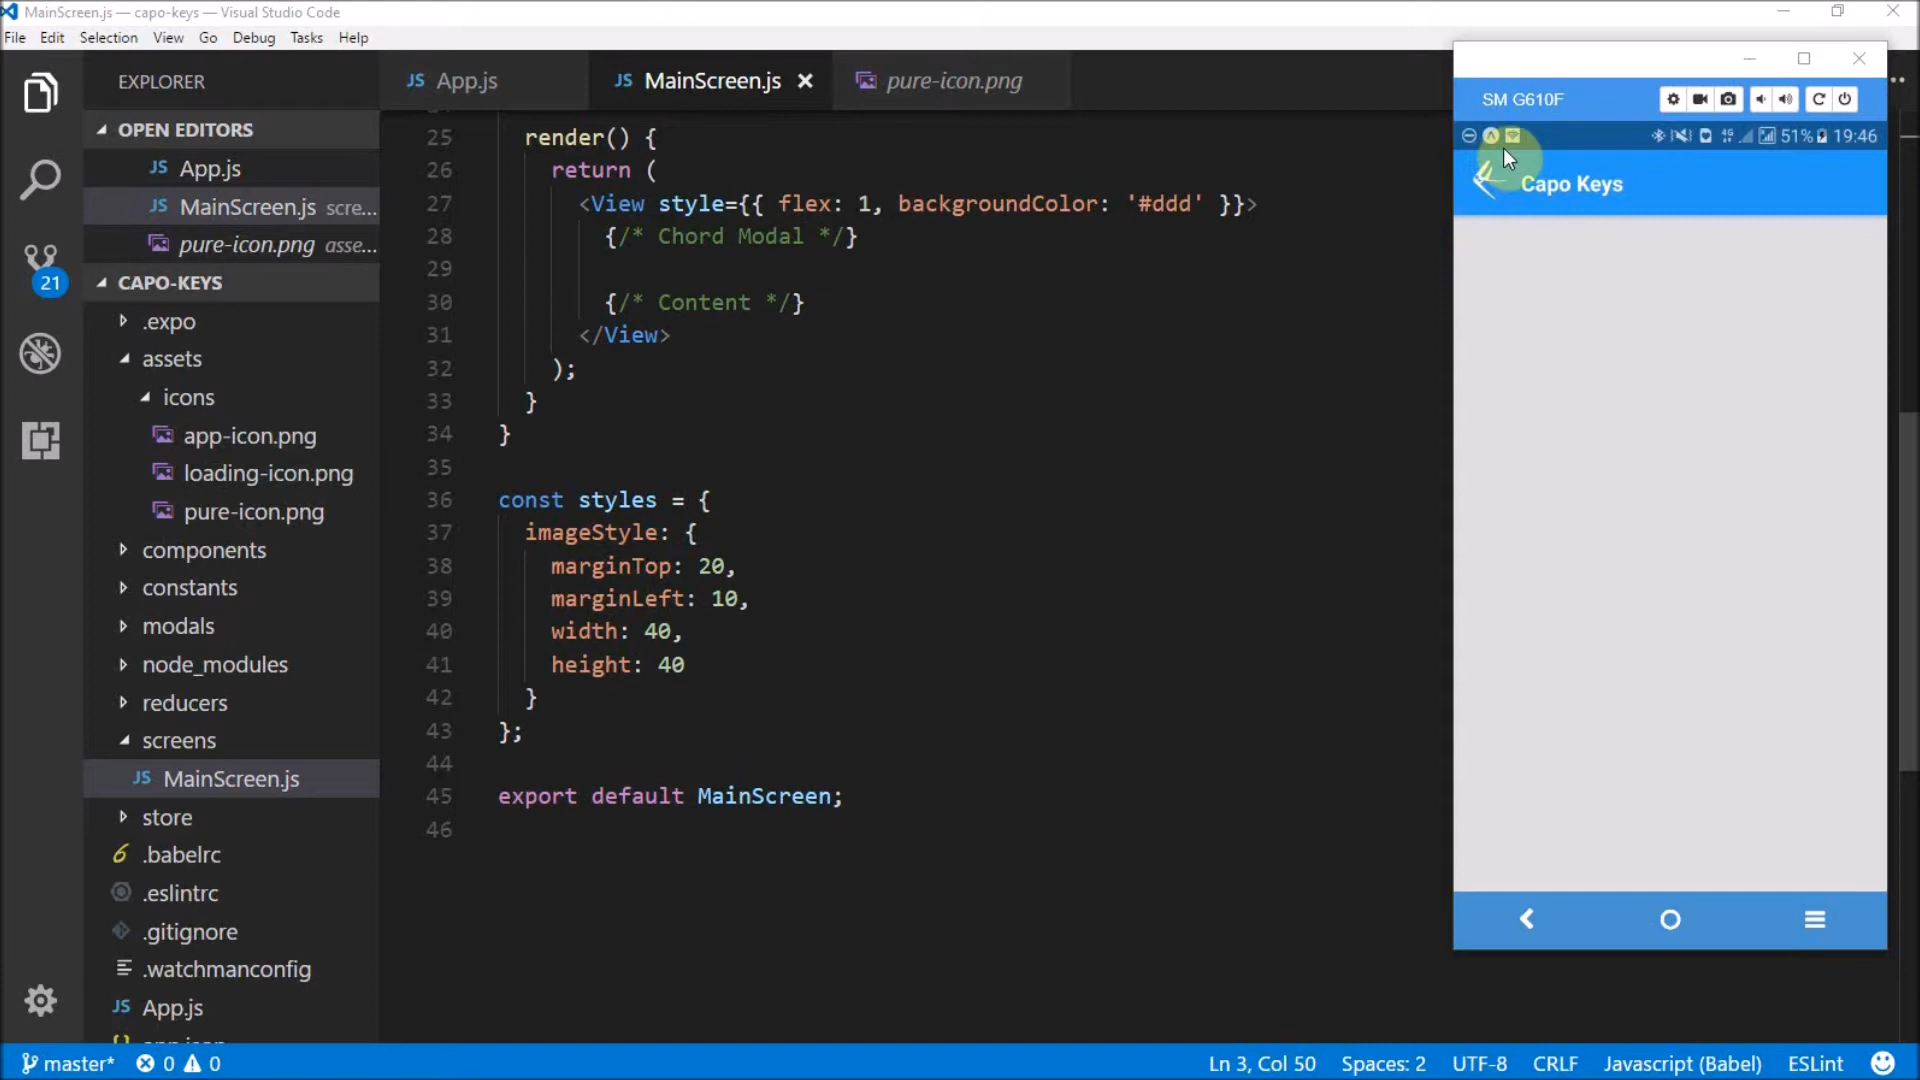 MainScreen.js — capo-keys — Visual Studio Code
File Edit Selection View Go Debug Tasks Help
EXPLORER
OPEN EDITORS
JS App.js
JS MainScreen.js scre...
pure-icon.png asse...
21
CAPO-KEYS
.expo
assets
icons
app-icon.png
loading-icon.png
pure-icon.png
components
constants
modals
node_modules
reducers
screens
JS MainScreen.js
store
.babelrc
.eslintrc
.gitignore
.watchmanconfig
JS App.js
JS App.js
JS MainScreen.js
pure-icon.png
25 render() {
26 return (
27 <View style={{ flex: 1, backgroundColor: '#ddd' }}>
28 {/* Chord Modal */}
29
30 {/* Content */}
31 </View>
32 );
33 }
34 }
35
36 const styles = {
37 imageStyle: {
38 marginTop: 20,
39 marginLeft: 10,
40 width: 40,
41 height: 40
42 }
43 };
44
45 export default MainScreen;
46
SM G610F
51% 19:46
Capo Keys
master* 0 0
Ln 3, Col 50 Spaces: 2 UTF-8 CRLF Javascript (Babel) ESLint